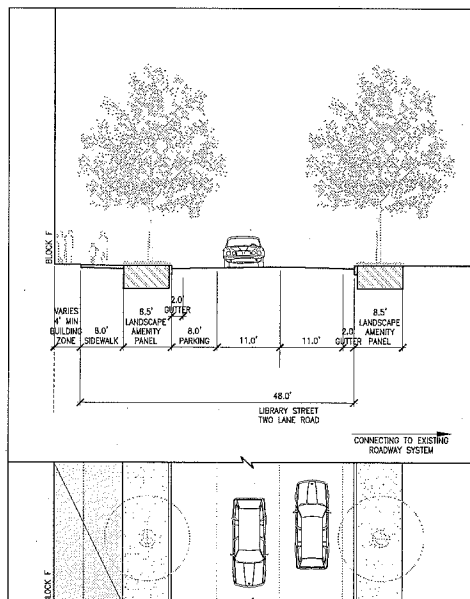 BLOCK F
VARIES
4' MIN
BUILDING
ZONE
8.0'
SIDEWALK
8.5'
LANDSCAPE
AMENITY
PANEL
2.0'
GUTTER
8.0'
PARKING
11.0'
11.0'
2.0'
GUTTER
8.5'
LANDSCAPE
AMENITY
PANEL
48.0'
LIBRARY STREET
TWO LANE ROAD
CONNECTING TO EXISTING
ROADWAY SYSTEM
BLOCK F